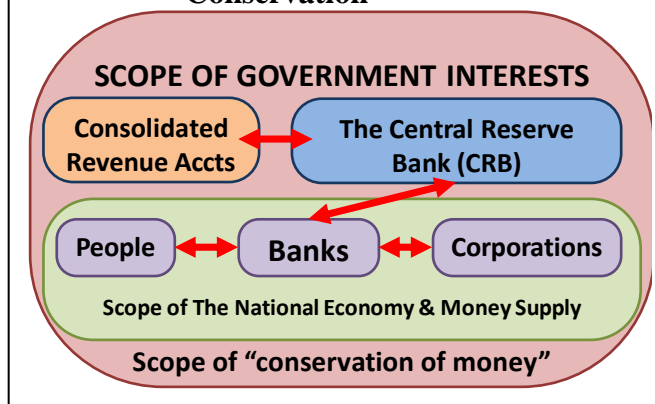 Conservation
SCOPE OF GOVERNMENT INTERESTS
Consolidated
Revenue Accts
The Central Reserve
Bank (CRB)
People
Banks
Corporations
Scope of The National Economy & Money Supply
Scope of “conservation of money”